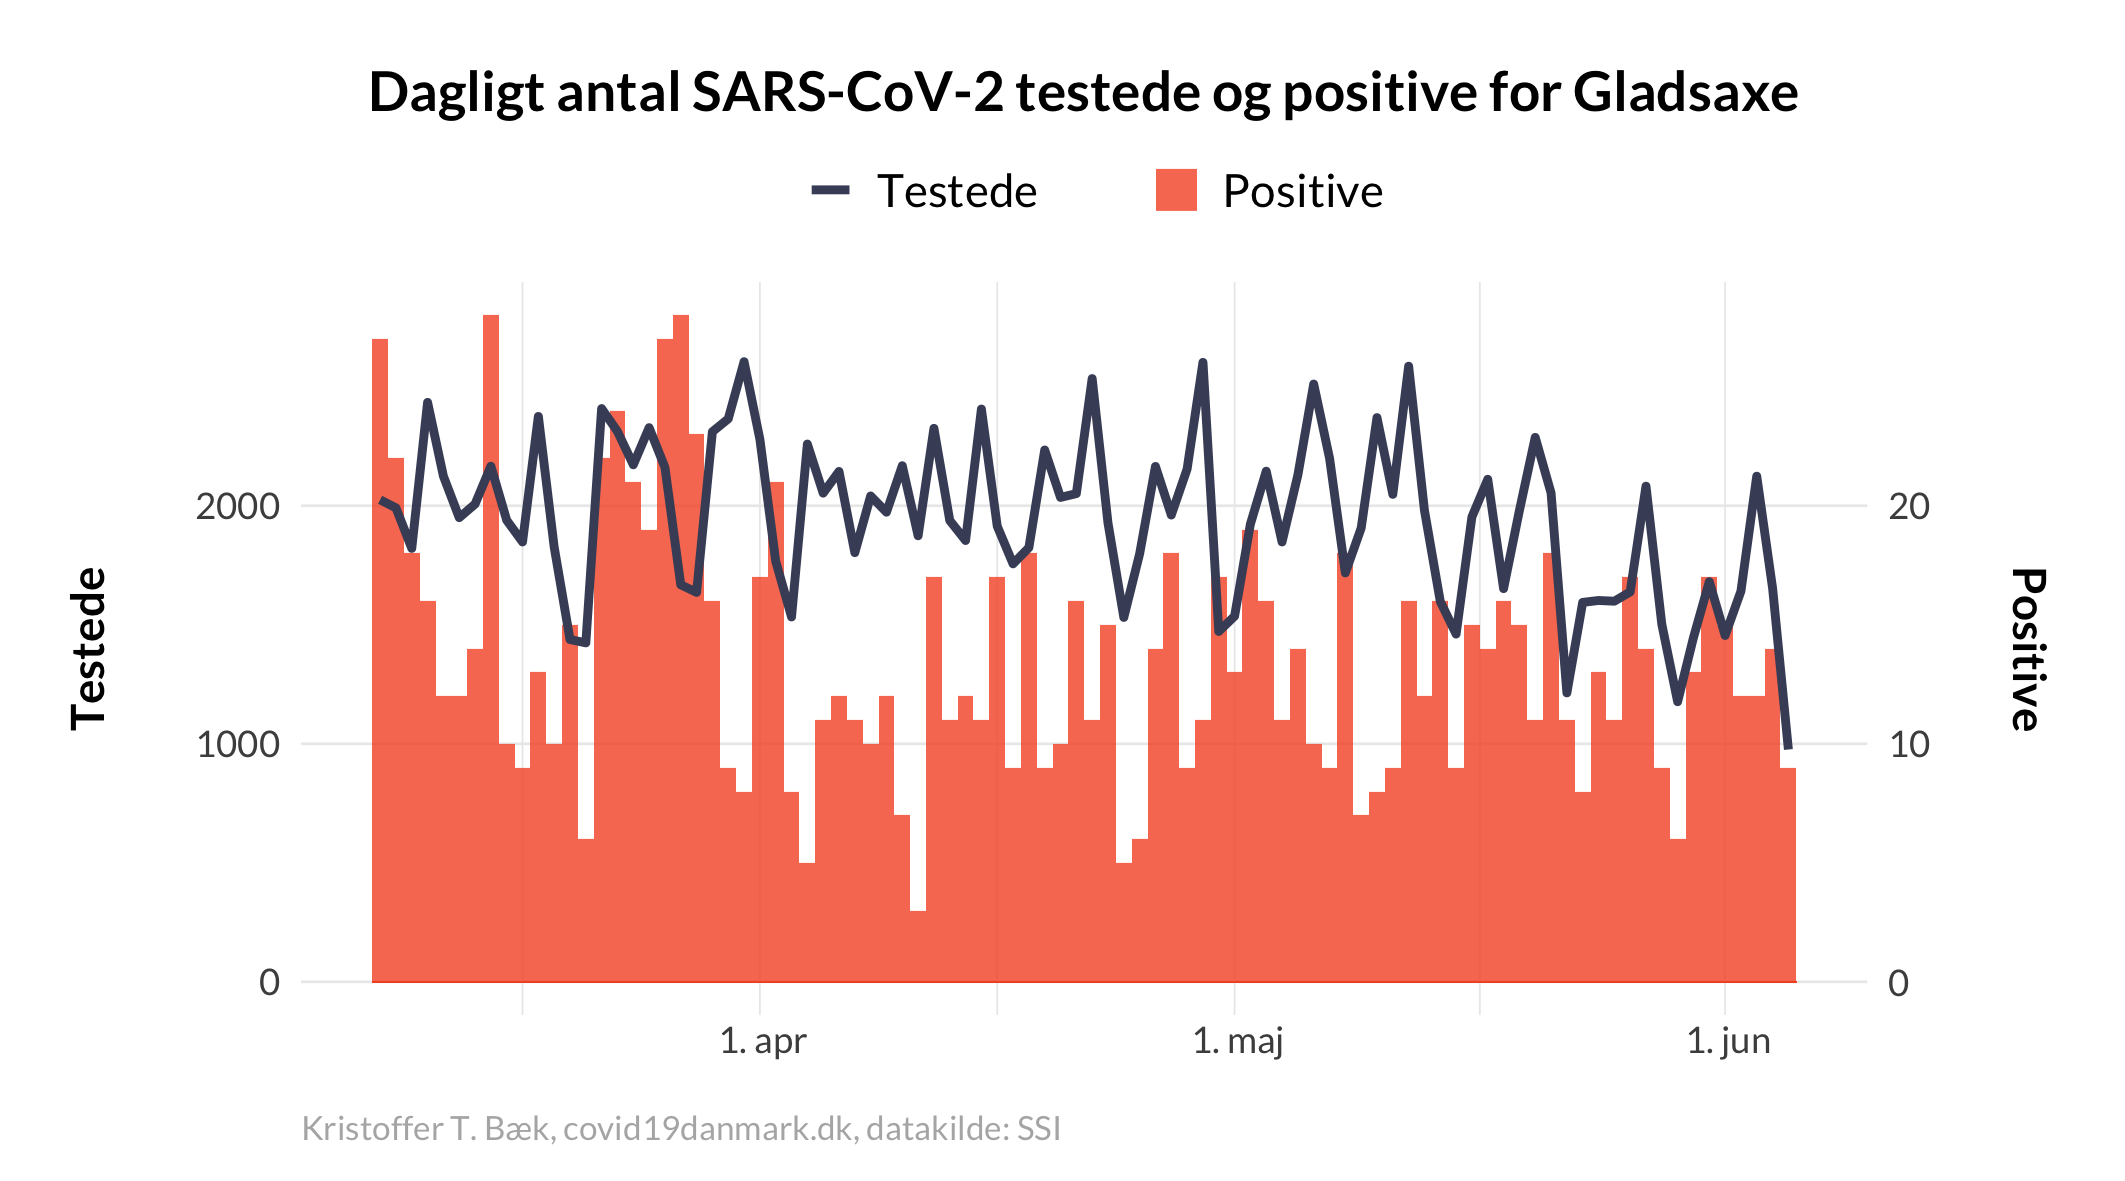 Dagligt antal SARS-CoV-2 testede og positive for Gladsaxe
Testede Positive
2000
1000
0
Testede
20
10
0
Positive
1. apr 1. maj 1. jun
Kristoffer T. Bæk, covid19danmark.dk, datakilde: SSI